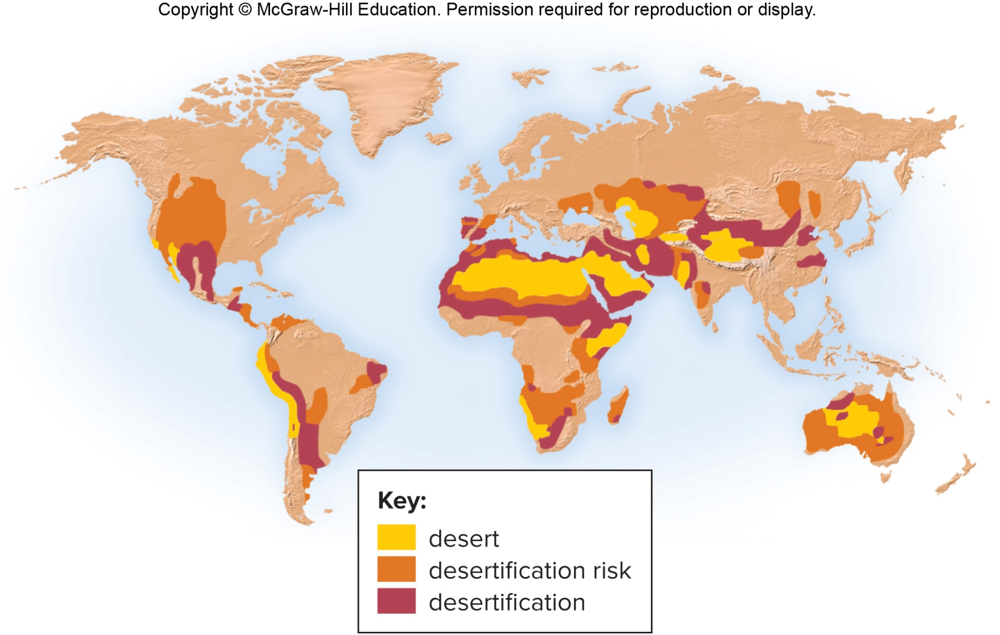 Copyright © McGraw-Hill Education. Permission required for reproduction or display.
Key:
desert
desertification risk
desertification